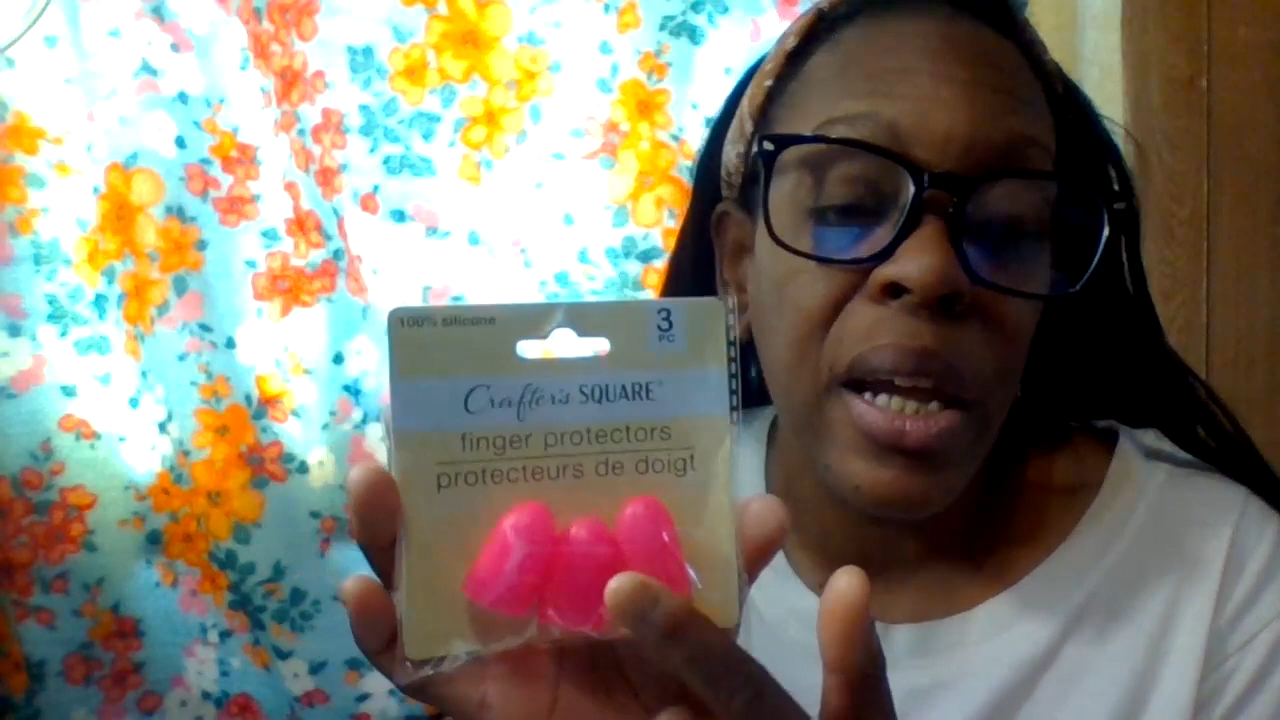 100% silicone
3
PC
Crafter's SQUARE®
finger protectors
protecteurs de doigt